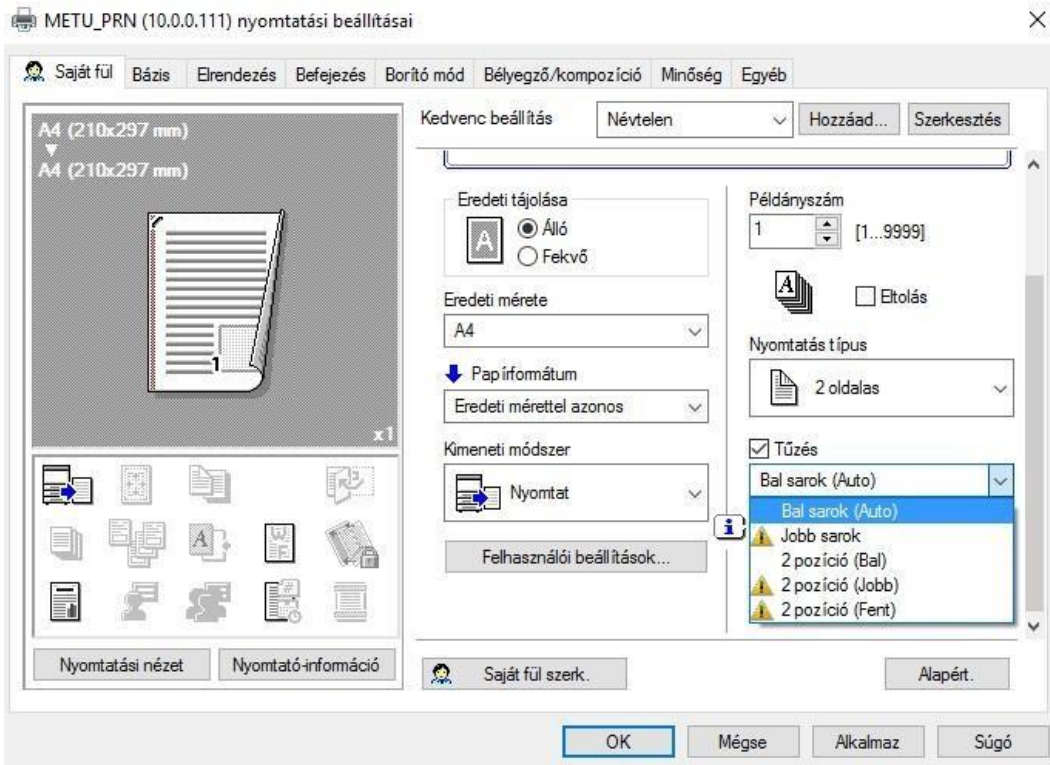 METU_PRN (10.0.0.111) nyomtatási beállításai
Saját fül Bázis Elrendezés Befejezés Borító mód Bélyegző/kompozíció Minőség Egyéb
A4 (210x297 mm)
A4 (210x297 mm)
1
x1
Nyomtatási nézet Nyomtató-információ
Kedvenc beállítás Névtelen Hozzáad... Szerkesztés
Eredeti tájolása
A
Álló
Fekvő
Eredeti mérete
A4
Papírformátum
Eredeti mérettel azonos
Kimeneti módszer
Nyomtat
Felhasználói beállítások...
Példányszám
1 [1...9999]
A
Eltolás
Nyomtatás típus
2 oldalas
Tűzés
Bal sarok (Auto)
Bal sarok (Auto)
Jobb sarok
2 pozíció (Bal)
2 pozíció (Jobb)
2 pozíció (Fent)
Saját fül szerk. Alapért.
OK Mégse Alkalmaz Súgó